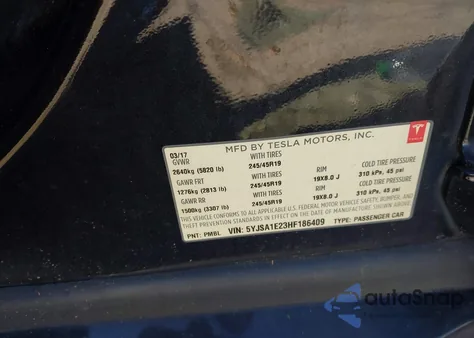 MFD BY TESLA MOTORS, INC.
03/17
GVWR WITH TIRES RIM COLD TIRE PRESSURE
2640kg (5820 lb) 245/45R19 19X8.0 J 310 kPa, 45 psi
GAWR FRT WITH TIRES RIM COLD TIRE PRESSURE
1276kg (2813 lb) 245/45R19 19X8.0 J 310 kPa, 45 psi
GAWR RR WITH TIRES
1500kg (3307 lb) 245/45R19
THIS VEHICLE CONFORMS TO ALL APPLICABLE U.S. FEDERAL MOTOR VEHICLE SAFETY, BUMPER, AND
THEFT PREVENTION STANDARDS IN EFFECT ON THE DATE OF MANUFACTURE SHOWN ABOVE.
PNT: PMBL VIN: 5YJSA1E23HF186409 TYPE: PASSENGER CAR
TESLA
autoSnap